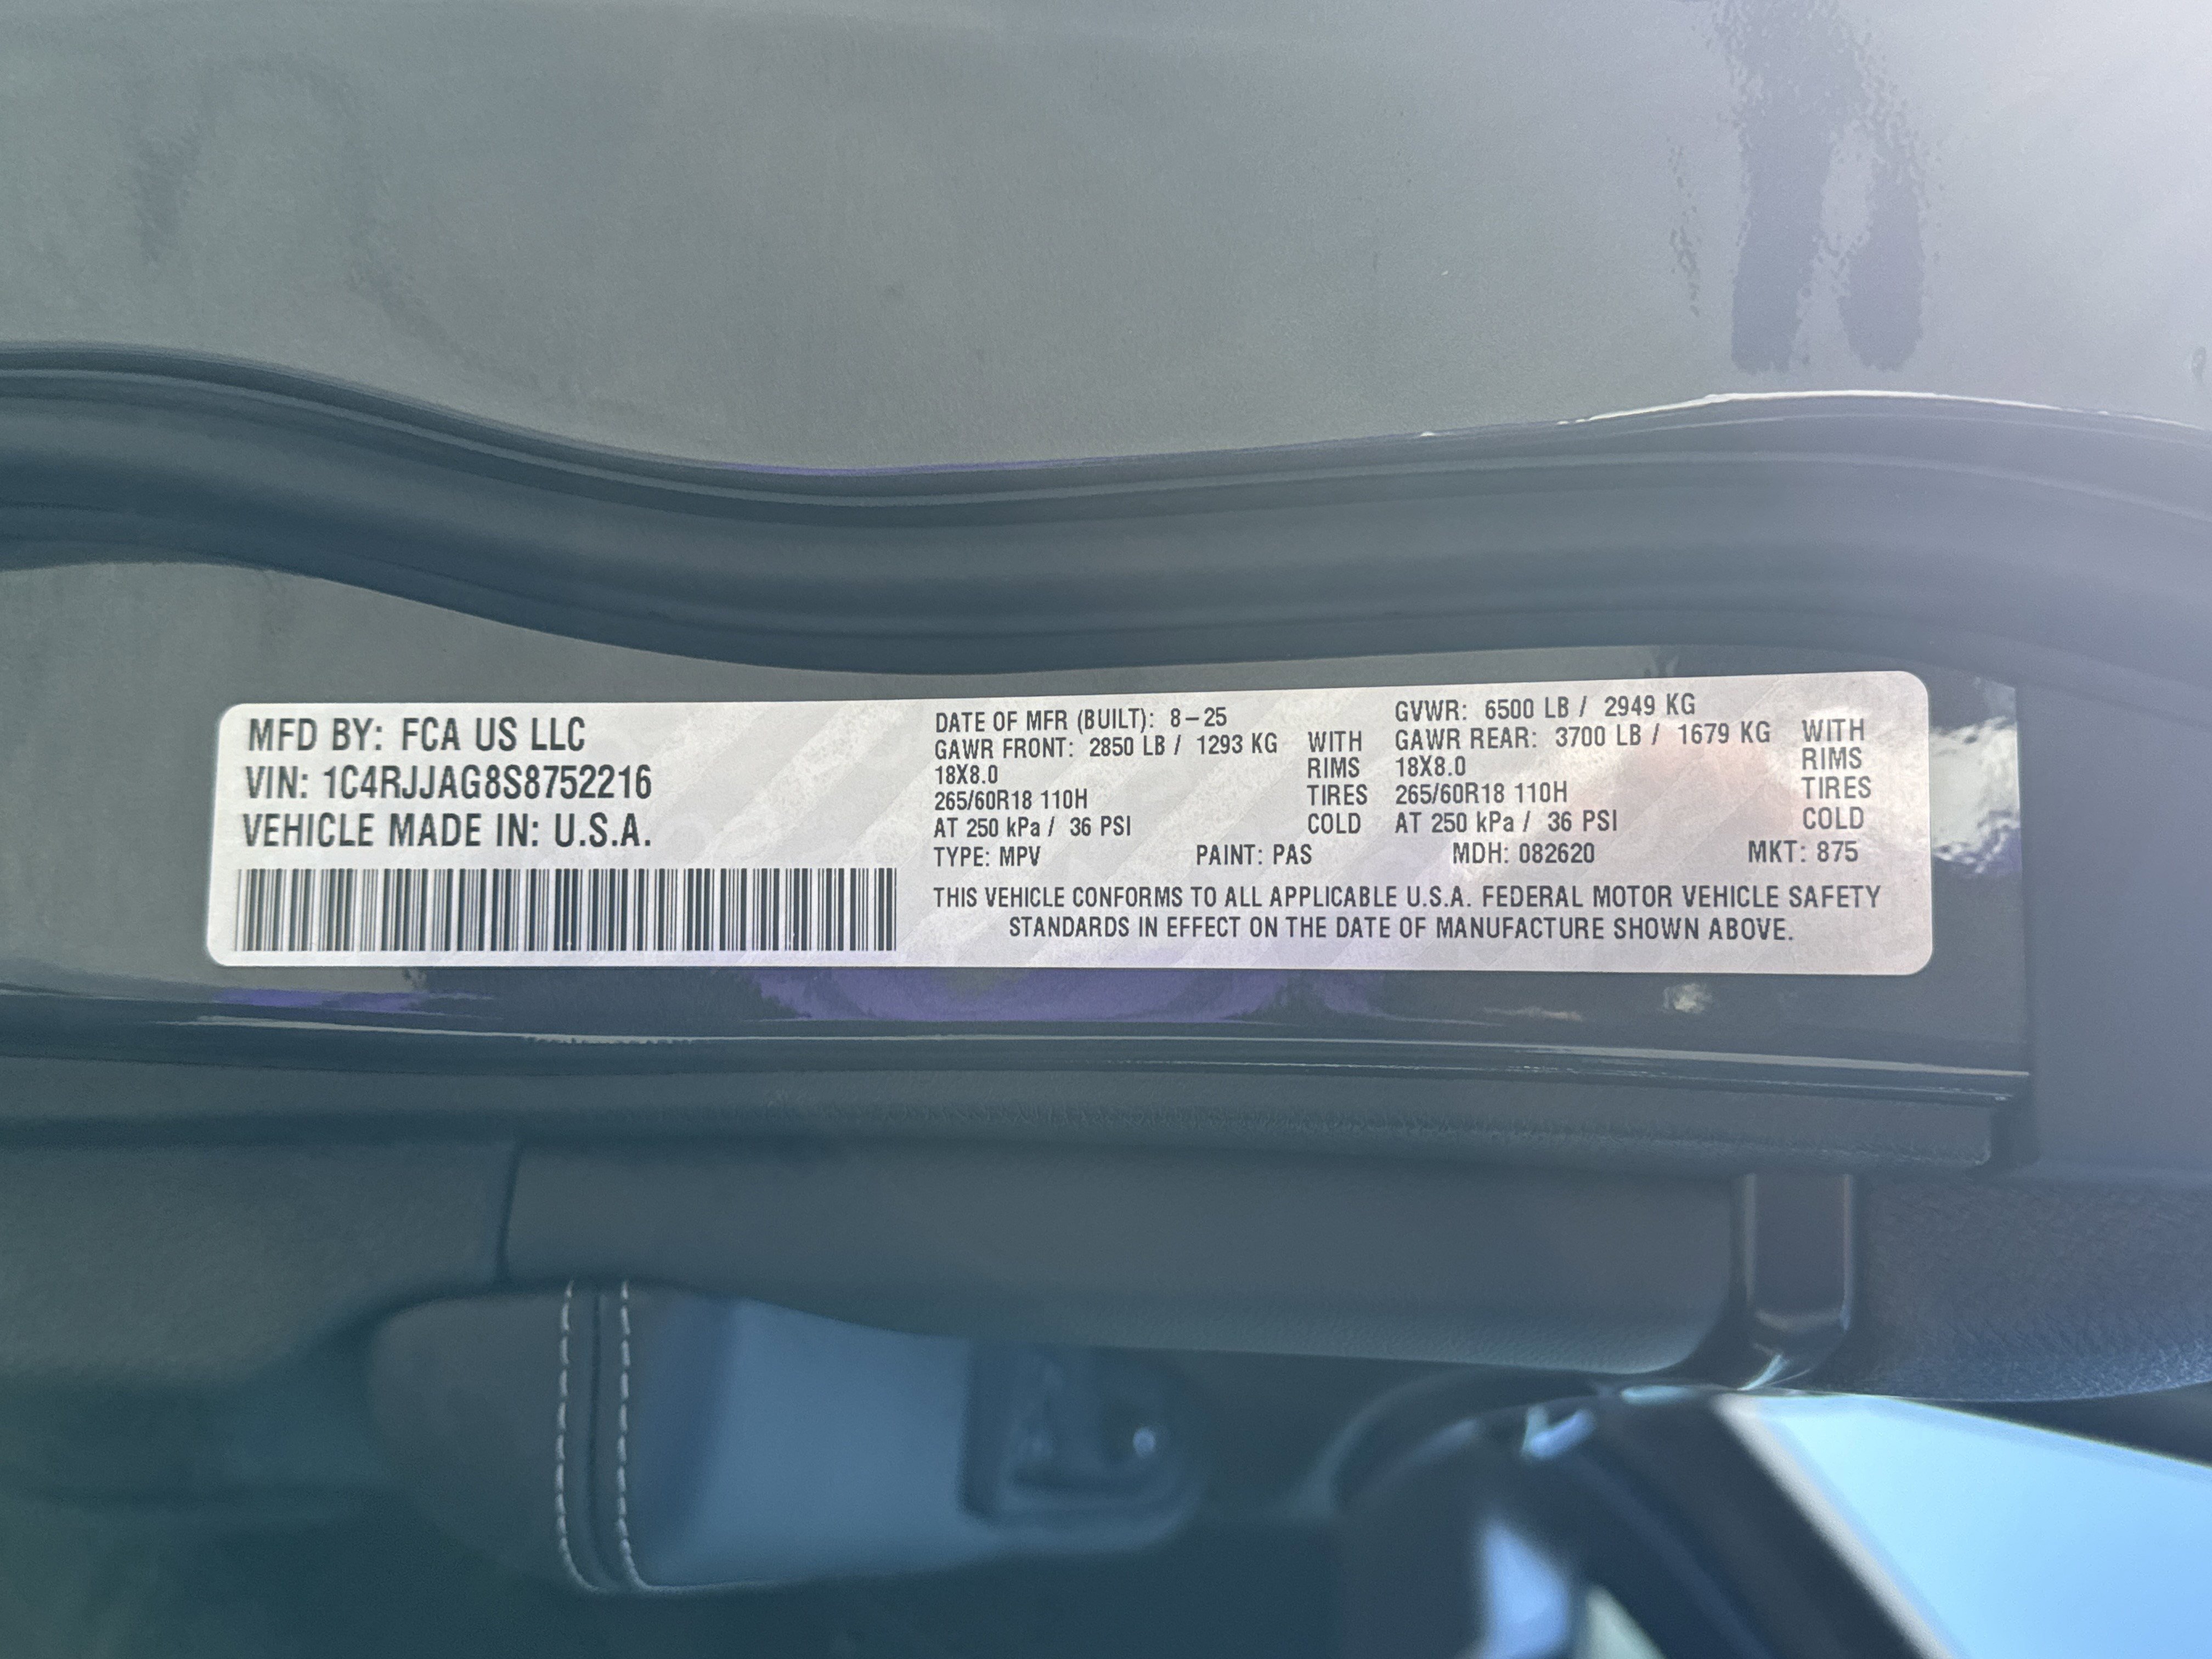 MFD BY: FCA US LLC
VIN: 1C4RJJAG8S8752216
VEHICLE MADE IN: U.S.A.
DATE OF MFR (BUILT): 8-25 GVWR: 6500 LB / 2949 KG
GAWR FRONT: 2850 LB / 1293 KG WITH GAWR REAR: 3700 LB / 1679 KG WITH
18X8.0 RIMS 18X8.0 RIMS
265/60R18 110H TIRES 265/60R18 110H TIRES
AT 250 kPa / 36 PSI COLD AT 250 kPa / 36 PSI COLD
TYPE: MPV PAINT: PAS MDH: 082620 MKT: 875
THIS VEHICLE CONFORMS TO ALL APPLICABLE U.S.A. FEDERAL MOTOR VEHICLE SAFETY
STANDARDS IN EFFECT ON THE DATE OF MANUFACTURE SHOWN ABOVE.